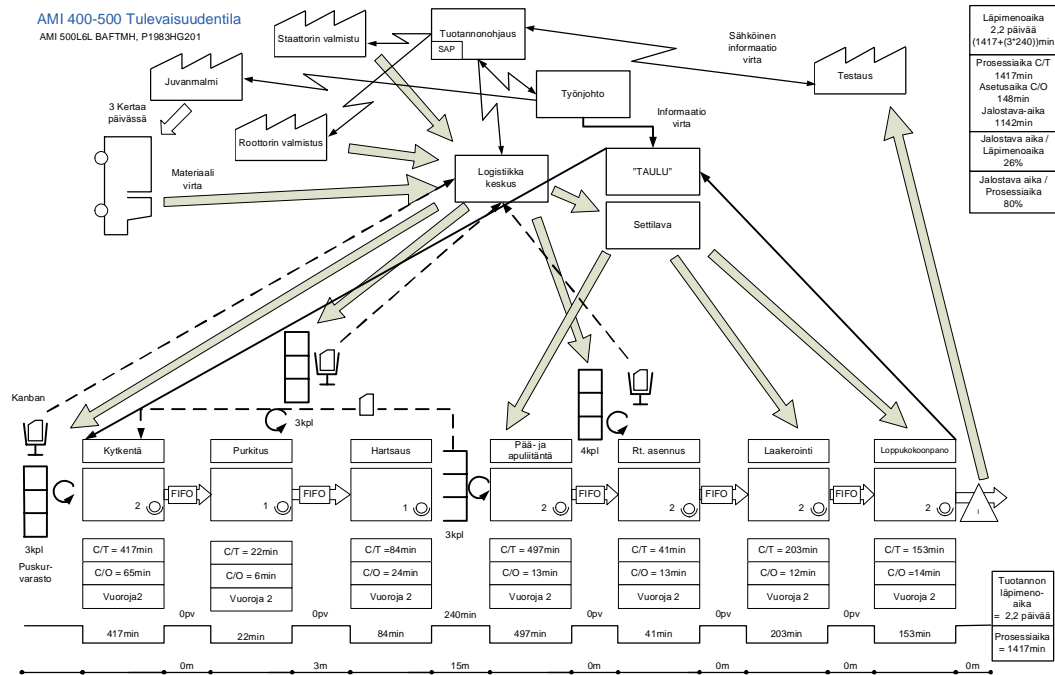 AMI 400-500 Tulevaisuudentila
AMI 500L6L BAFTMH, P1983HG201
Staattorin valmistu
Tuotannonohjaus
SAP
Sähköinen
informaatio
virta
Testaus
Läpimenoaika
2,2 päivää
(1417+(3*240))min
Prosessiaika C/T
1417min
Asetusaika C/O
148min
Jalostava-aika
1142min
Jalostava aika /
Läpimenoaika
26%
Jalostava aika /
Prosessiaika
80%
Juvanmalmi
Työnjohto
3 Kertaa
päivässä
Roottorin valmistus
Informaatio
virta
Materiaali
virta
Logistiikka
keskus
"TAULU"
Settilava
Kanban
3kpl
4kpl
Kytkentä
Purkitus
Hartsaus
Pää- ja
apuliitäntä
Rt. asennus
Laakerointi
Loppukokoonpano
2
FIFO
1
FIFO
1
2
FIFO
2
FIFO
2
FIFO
2
I
3kpl
Puskur-
varasto
3kpl
C/T = 417min
C/O = 65min
Vuoroja2
C/T = 22min
C/O = 6min
Vuoroja 2
C/T =84min
C/O = 24min
Vuoroja 2
C/T = 497min
C/O = 13min
Vuoroja 2
C/T = 41min
C/O = 13min
Vuoroja 2
C/T = 203min
C/O = 12min
Vuoroja 2
C/T = 153min
C/O =14min
Vuoroja 2
0pv
0pv
240min
0pv
0pv
0pv
417min
22min
84min
497min
41min
203min
153min
Tuotannon
läpimeno-
aika
= 2,2 päivää
Prosessiaika
= 1417min
0m
3m
15m
0m
0m
0m
0m